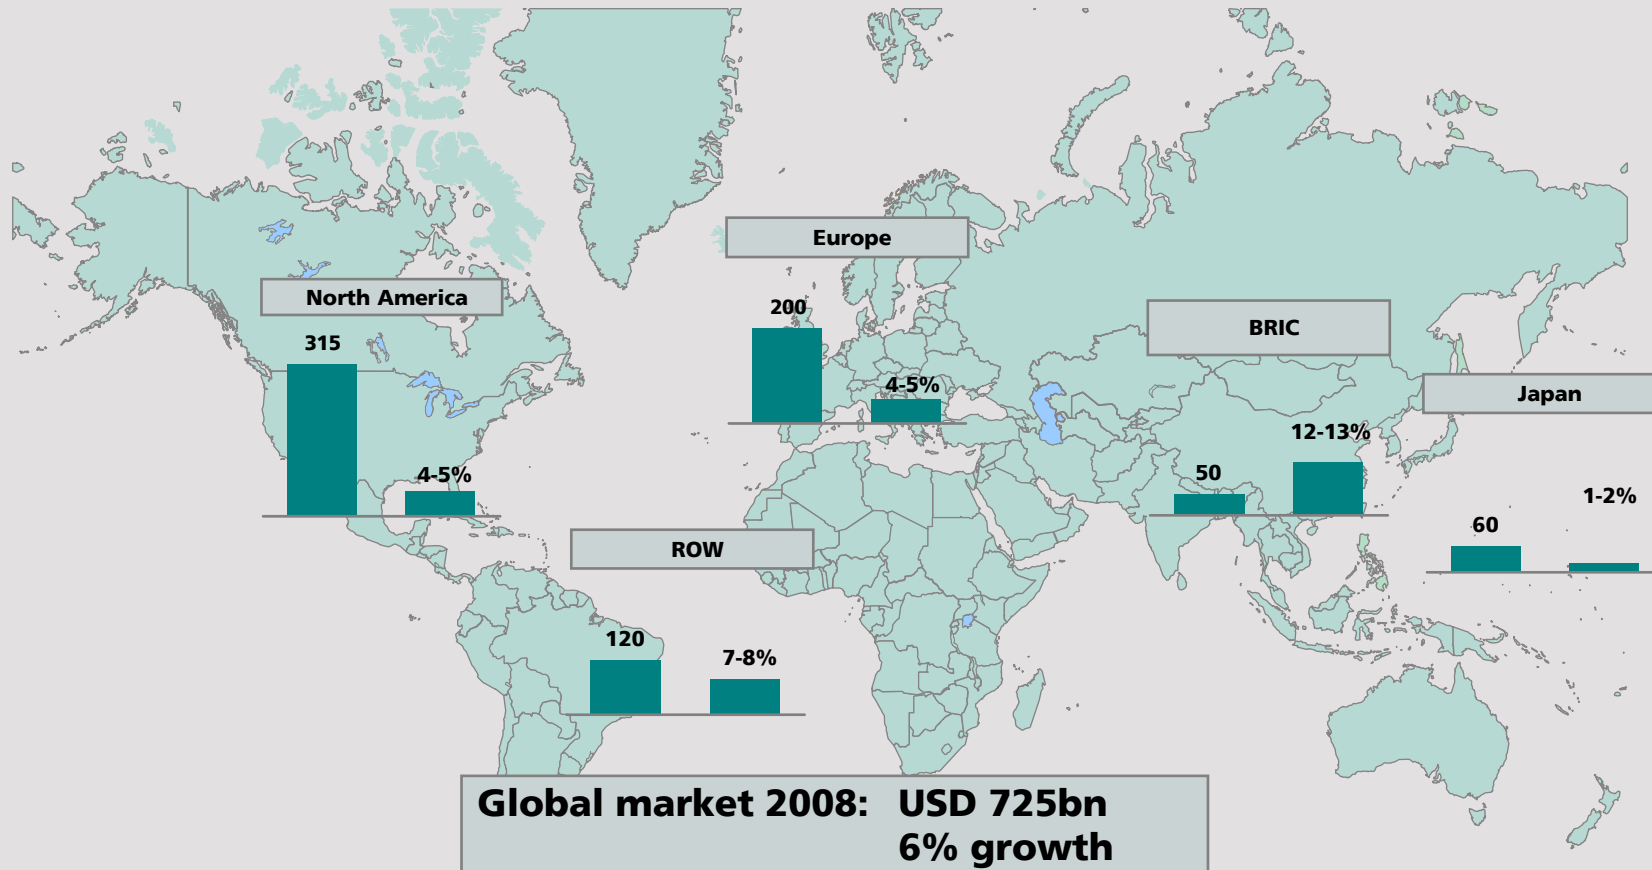 Europe
200
4-5%
North America
315
4-5%
BRIC
12-13%
50
Japan
1-2%
60
ROW
120
7-8%
Global market 2008: USD 725bn
6% growth